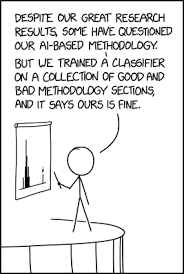 DESPITE OUR GREAT RESEARCH
RESULTS, SOME HAVE QUESTIONED
OUR AI-BASED METHODOLOGY.
BUT WE TRAINED A CLASSIFIER
ON A COLLECTION OF GOOD AND
BAD METHODOLOGY SECTIONS,
AND IT SAYS OURS IS FINE.